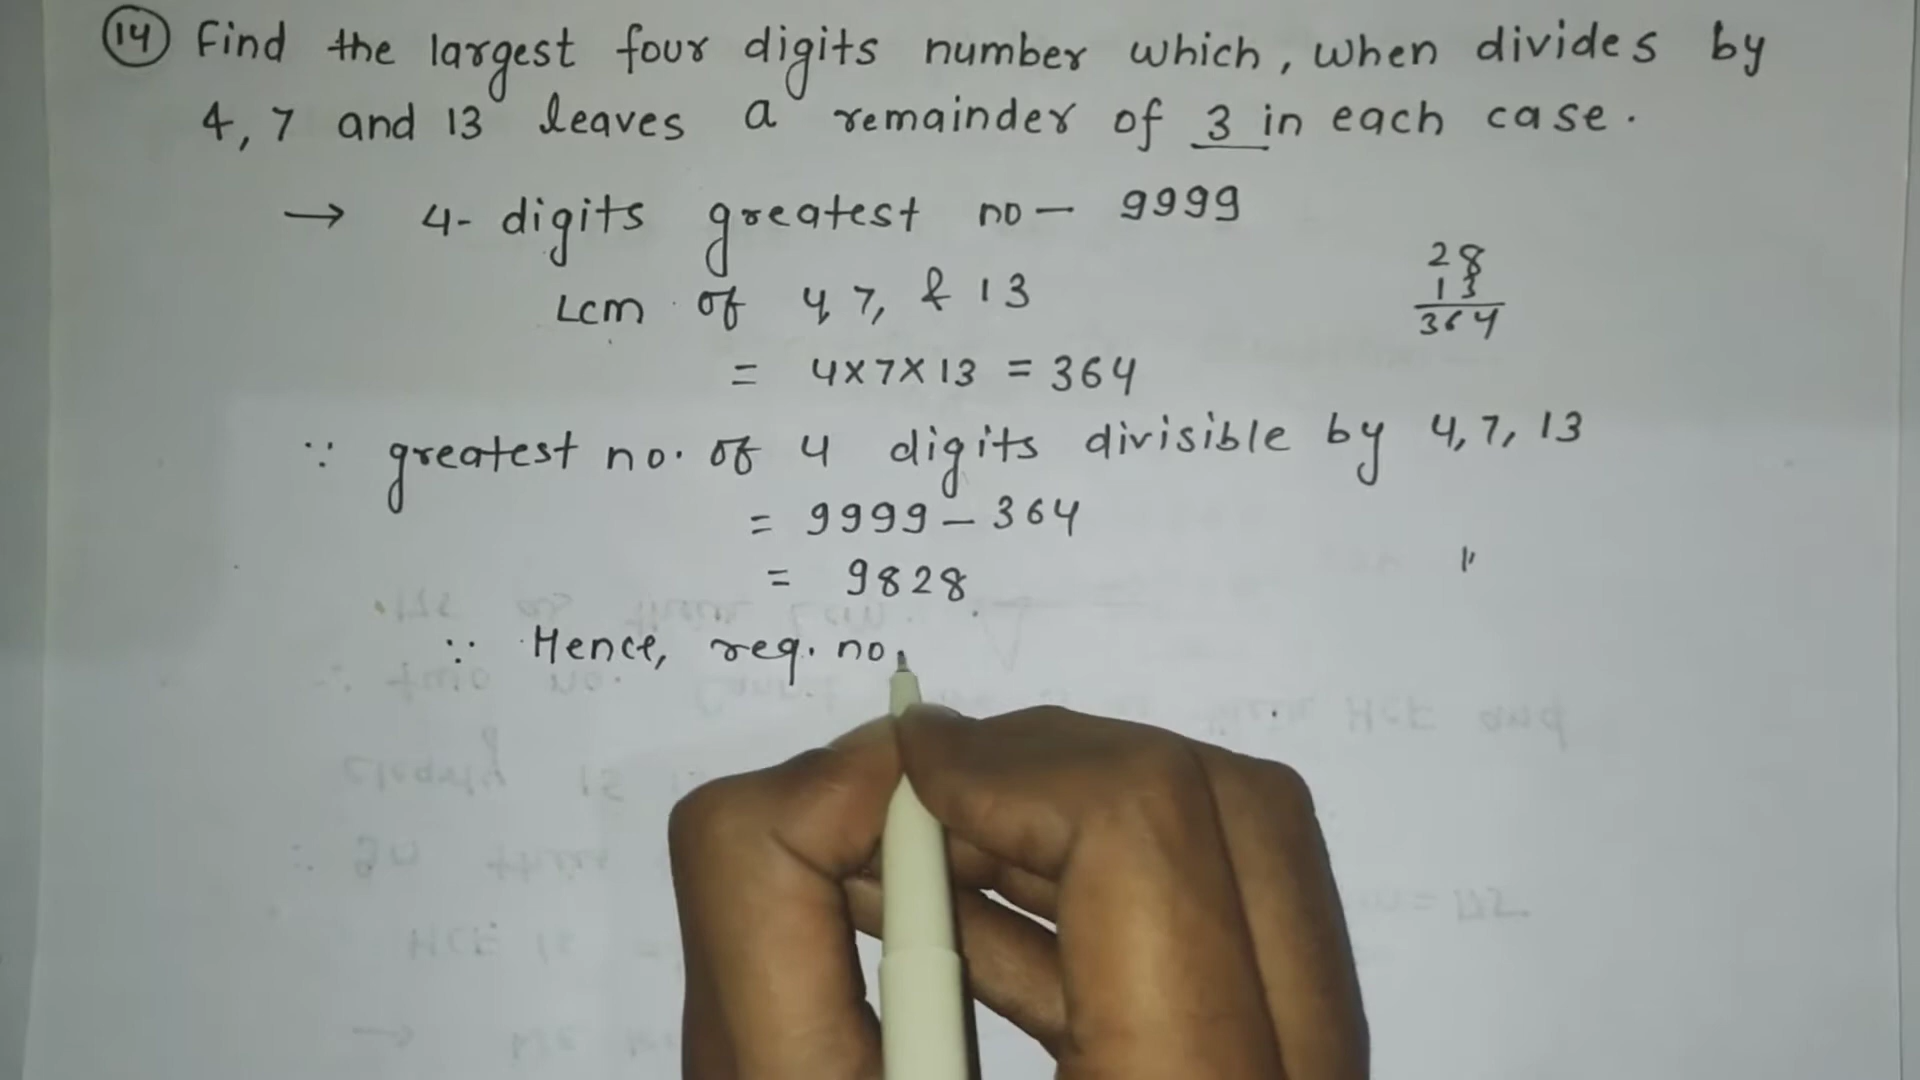 14 Find the largest four digits number which, when divides by
4, 7 and 13 leaves a remainder of 3 in each case.
→ 4- digits greatest no — 9999
28
13
364
Lcm of 4, 7, & 13
= 4×7×13 = 364
∵ greatest no. of 4 digits divisible by 4, 7, 13
= 9999 - 364
= 9828
∵ Hence, req. no.